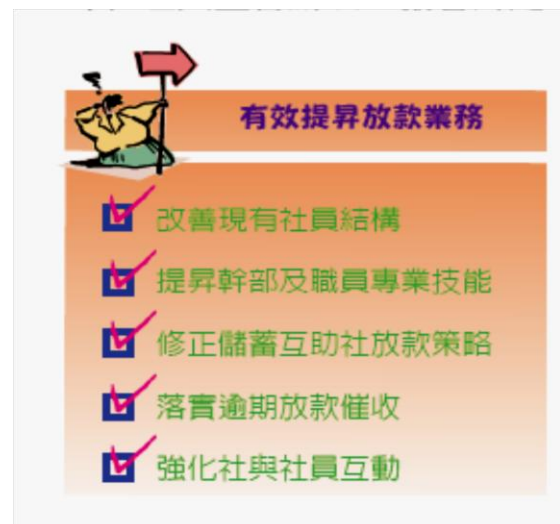 有效提昇放款業務
改善現有社員結構
提昇幹部及職員專業技能
修正儲蓄互助社放款策略
落實逾期放款催收
強化社與社員互動